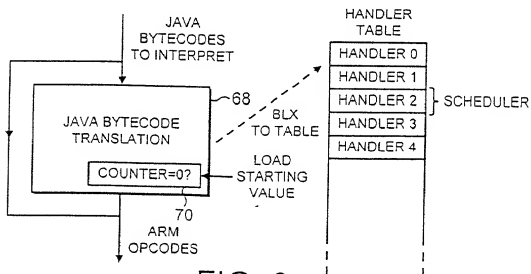 JAVA
BYTECODES
TO INTERPRET
68
JAVA BYTECODE
TRANSLATION
COUNTER=0?
70
ARM
OPCODES
BLX
TO TABLE
LOAD
STARTING
VALUE
HANDLER
TABLE
HANDLER 0
HANDLER 1
HANDLER 2
HANDLER 3
HANDLER 4
SCHEDULER